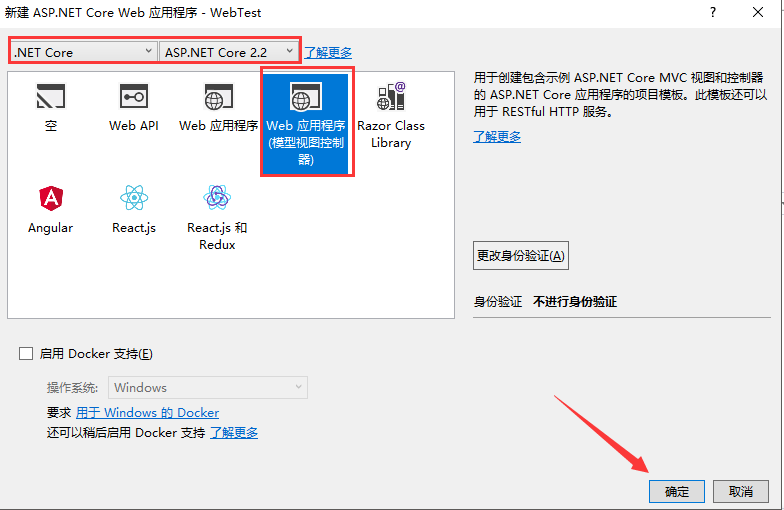 新建 ASP.NET Core Web 应用程序 - WebTest
.NET Core
ASP.NET Core 2.2
了解更多
空
Web API
Web 应用程序
Web 应用程序
(模型视图控制
器)
Razor Class
Library
Angular
React.js
React.js 和
Redux
用于创建包含示例 ASP.NET Core MVC 视图和控制器
的 ASP.NET Core 应用程序的项目模板。此模板还可以
用于 RESTful HTTP 服务。
了解更多
更改身份验证(A)
身份验证 不进行身份验证
启用 Docker 支持(E)
操作系统: Windows
要求 用于 Windows 的 Docker
还可以稍后启用 Docker 支持 了解更多
确定
取消